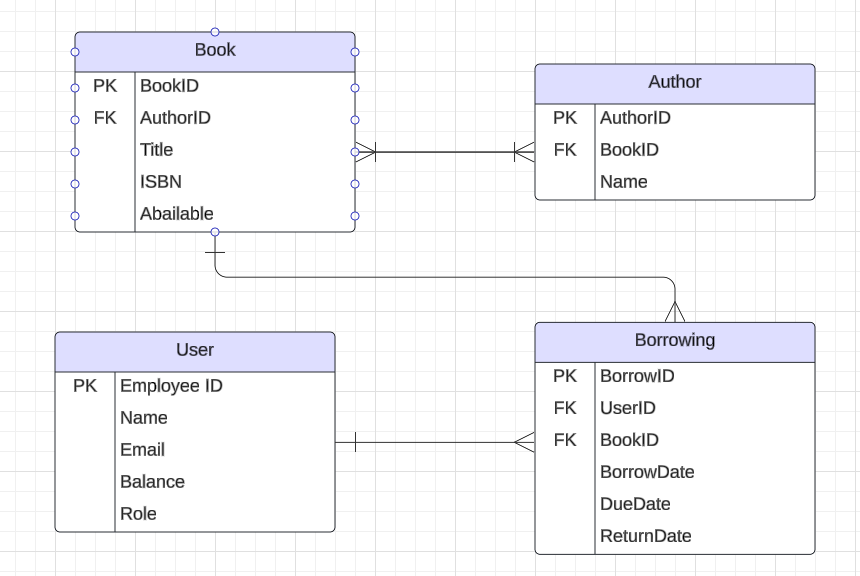 Book
PK BookID
FK AuthorID
Title
ISBN
Abailable
Author
PK AuthorID
FK BookID
Name
User
PK Employee ID
Name
Email
Balance
Role
Borrowing
PK BorrowID
FK UserID
FK BookID
BorrowDate
DueDate
ReturnDate